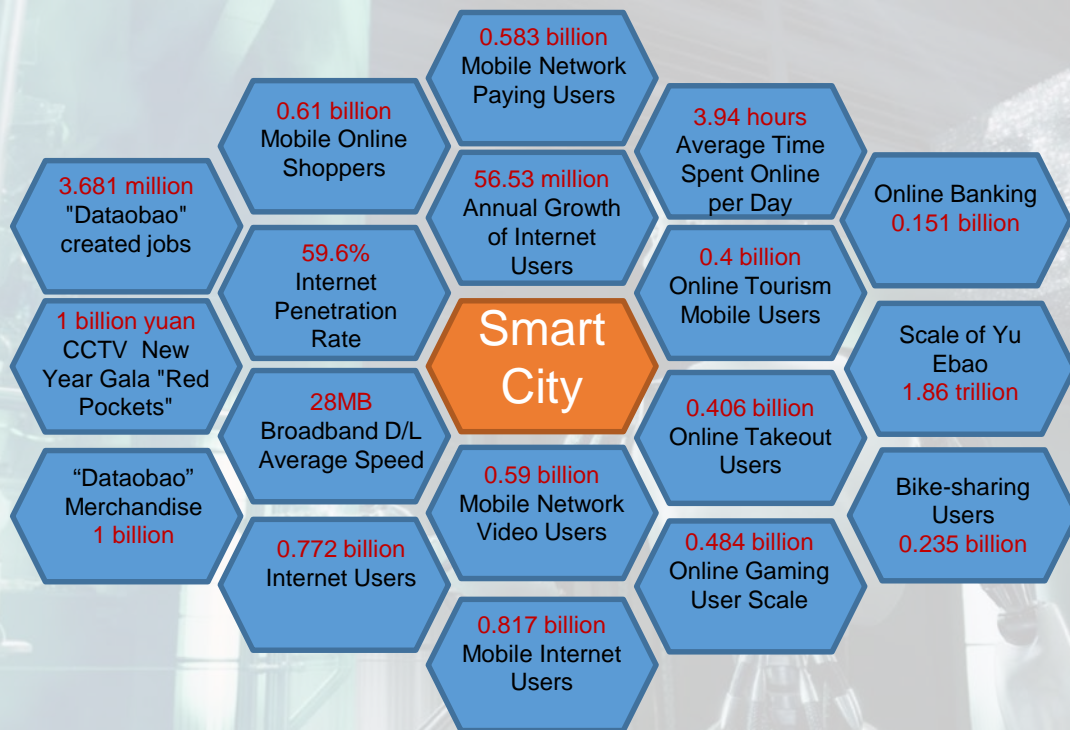 0.583 billion
Mobile Network
Paying Users
0.61 billion
Mobile Online
Shoppers
3.94 hours
Average Time
Spent Online
per Day
3.681 million
"Dataobao"
created jobs
56.53 million
Annual Growth
of Internet
Users
Online Banking
0.151 billion
59.6%
Internet
Penetration
Rate
0.4 billion
Online Tourism
Mobile Users
1 billion yuan
CCTV  New
Year Gala "Red
Pockets"
Smart
City
Scale of Yu
Ebao
1.86 trillion
28MB
Broadband D/L
Average Speed
0.406 billion
Online Takeout
Users
“Dataobao”
Merchandise
1 billion
0.59 billion
Mobile Network
Video Users
Bike-sharing
Users
0.235 billion
0.772 billion
Internet Users
0.484 billion
Online Gaming
User Scale
0.817 billion
Mobile Internet
Users